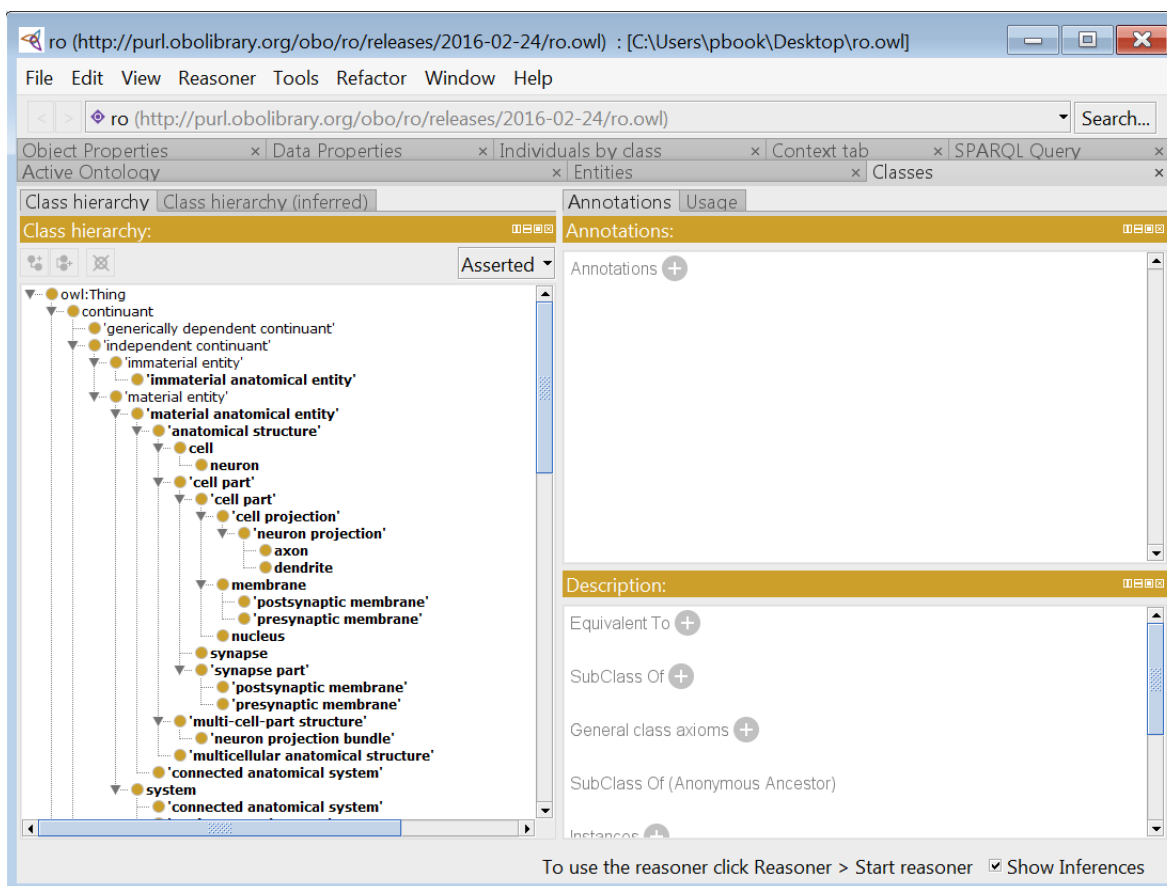 ro (http://purl.obolibrary.org/obo/ro/releases/2016-02-24/ro.owl) : [C:\Users\pbook\Desktop\ro.owl]
File Edit View Reasoner Tools Refactor Window Help
< > ro (http://purl.obolibrary.org/obo/ro/releases/2016-02-24/ro.owl) Search...
Object Properties × Data Properties × Individuals by class × Context tab × SPARQL Query ×
Active Ontology × Entities × Classes ×
Class hierarchy Class hierarchy (inferred)
Class hierarchy:
Asserted
owl:Thing
continuant
'generically dependent continuant'
'independent continuant'
'immaterial entity'
'immaterial anatomical entity'
'material entity'
'material anatomical entity'
'anatomical structure'
cell
neuron
'cell part'
'cell part'
'cell projection'
'neuron projection'
axon
dendrite
membrane
'postsynaptic membrane'
'presynaptic membrane'
nucleus
synapse
'synapse part'
'postsynaptic membrane'
'presynaptic membrane'
'multi-cell-part structure'
'neuron projection bundle'
'multicellular anatomical structure'
'connected anatomical system'
system
'connected anatomical system'
Annotations Usage
Annotations:
Annotations
Description:
Equivalent To
SubClass Of
General class axioms
SubClass Of (Anonymous Ancestor)
Instances
To use the reasoner click Reasoner > Start reasoner Show Inferences